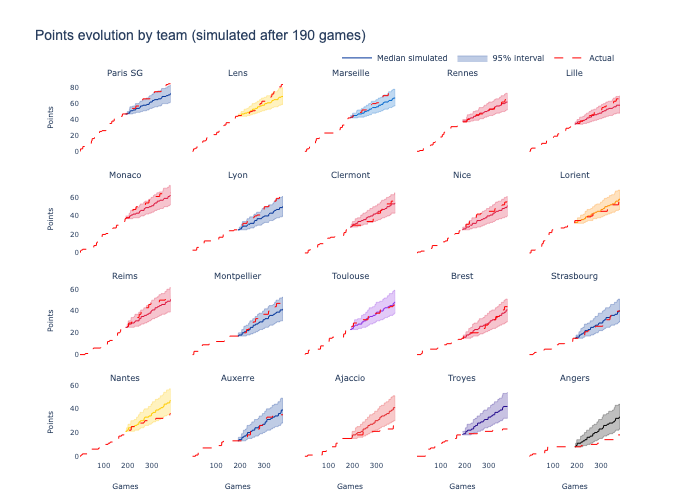 Points evolution by team (simulated after 190 games)
Median simulated 95% interval Actual
Paris SG Lens Marseille Rennes Lille
Points
80
60
40
20
0
Monaco Lyon Clermont Nice Lorient
Points
60
40
20
0
Reims Montpellier Toulouse Brest Strasbourg
Points
60
40
20
0
Nantes Auxerre Ajaccio Troyes Angers
Points
60
40
20
0
100 200 300 100 200 300 100 200 300 100 200 300 100 200 300
Games Games Games Games Games